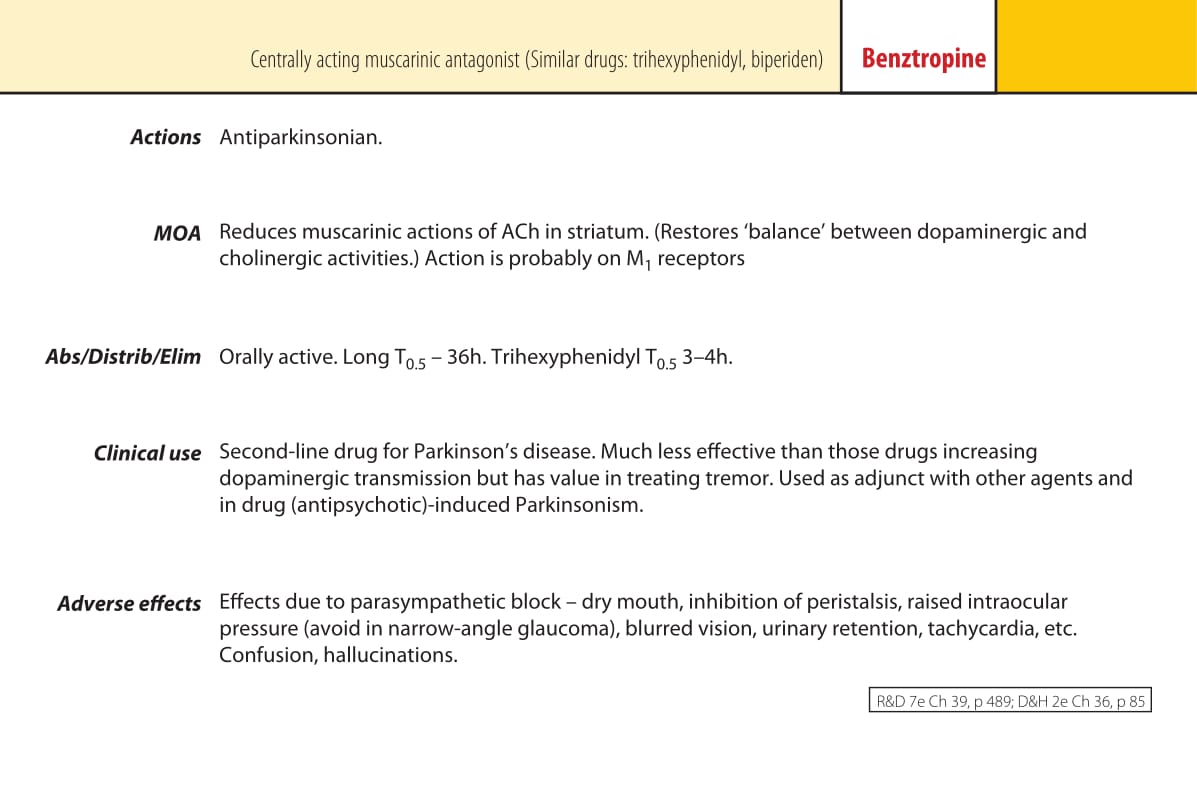 Centrally acting muscarinic antagonist (Similar drugs: trihexyphenidyl, biperiden) Benztropine
Actions Antiparkinsonian.
MOA Reduces muscarinic actions of ACh in striatum. (Restores ‘balance’ between dopaminergic and
cholinergic activities.) Action is probably on M₁ receptors
Abs/Distrib/Elim Orally active. Long T₀.₅ – 36h. Trihexyphenidyl T₀.₅ 3–4h.
Clinical use Second-line drug for Parkinson’s disease. Much less effective than those drugs increasing
dopaminergic transmission but has value in treating tremor. Used as adjunct with other agents and
in drug (antipsychotic)-induced Parkinsonism.
Adverse effects Effects due to parasympathetic block – dry mouth, inhibition of peristalsis, raised intraocular
pressure (avoid in narrow-angle glaucoma), blurred vision, urinary retention, tachycardia, etc.
Confusion, hallucinations.
R&D 7e Ch 39, p 489; D&H 2e Ch 36, p 85